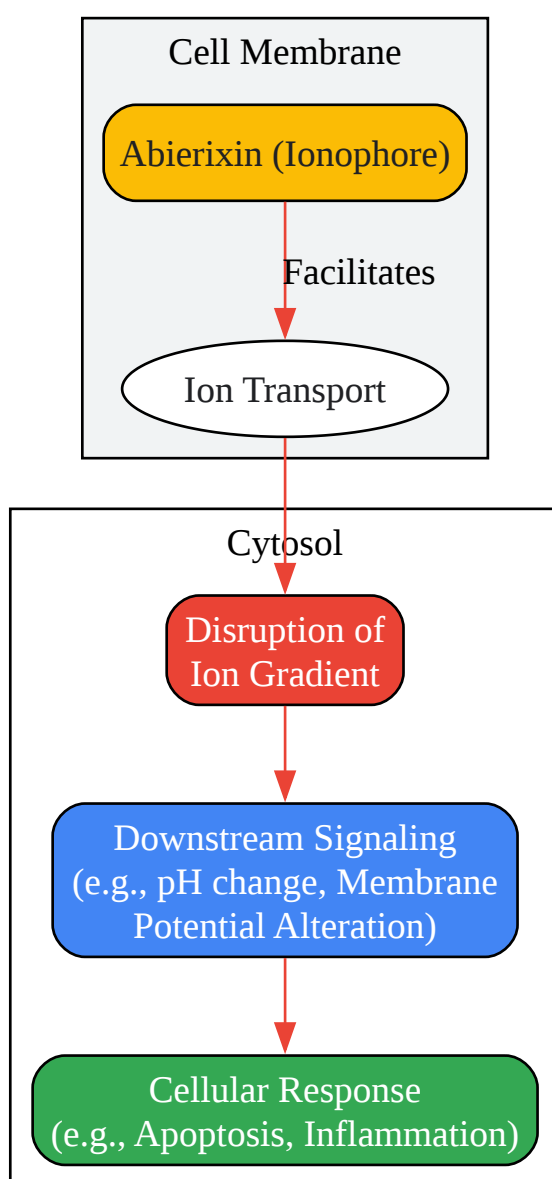 Cell Membrane
Abierixin (Ionophore)
Facilitates
Ion Transport
Cytosol
Disruption of
Ion Gradient
Downstream Signaling
(e.g., pH change, Membrane
Potential Alteration)
Cellular Response
(e.g., Apoptosis, Inflammation)